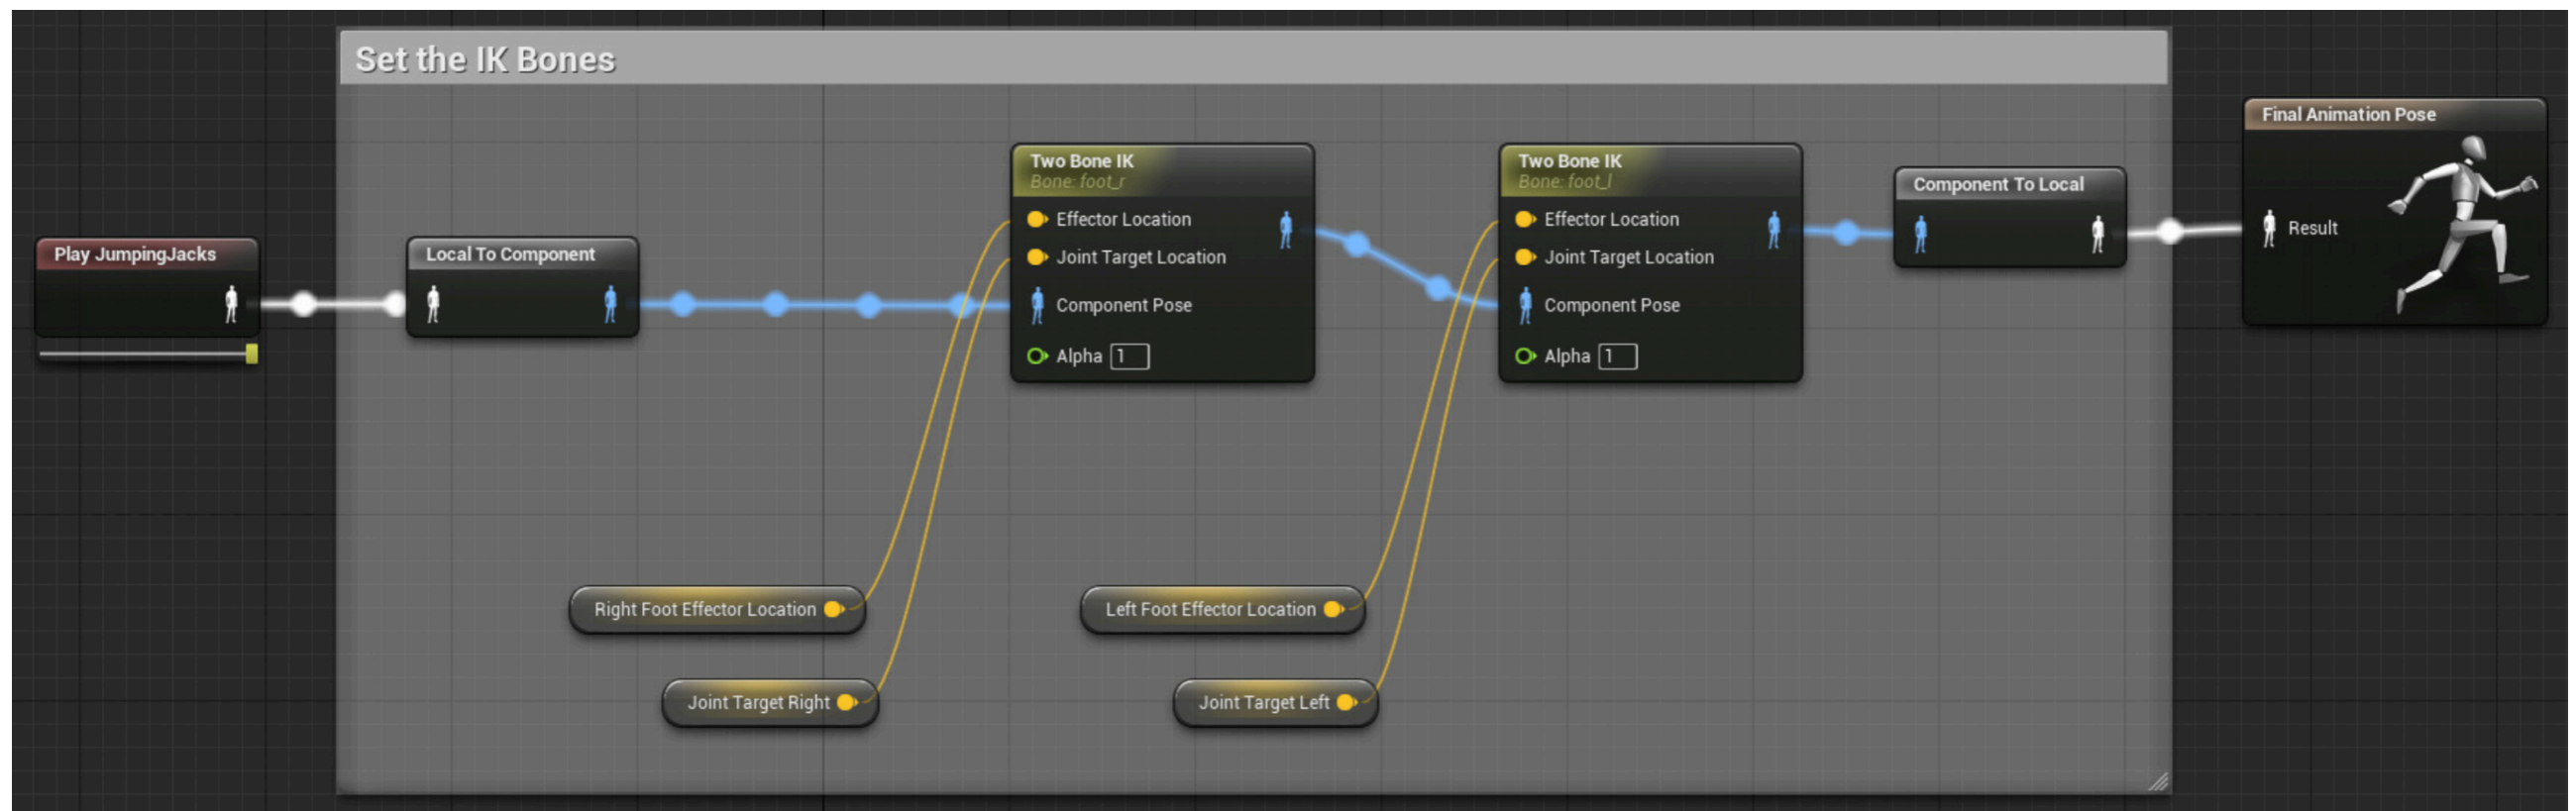 Set the IK Bones
Play JumpingJacks
Local To Component
Two Bone IK
Bone: foot_r
Effector Location
Joint Target Location
Component Pose
Alpha 1
Two Bone IK
Bone: foot_l
Effector Location
Joint Target Location
Component Pose
Alpha 1
Component To Local
Final Animation Pose
Result
Right Foot Effector Location
Joint Target Right
Left Foot Effector Location
Joint Target Left